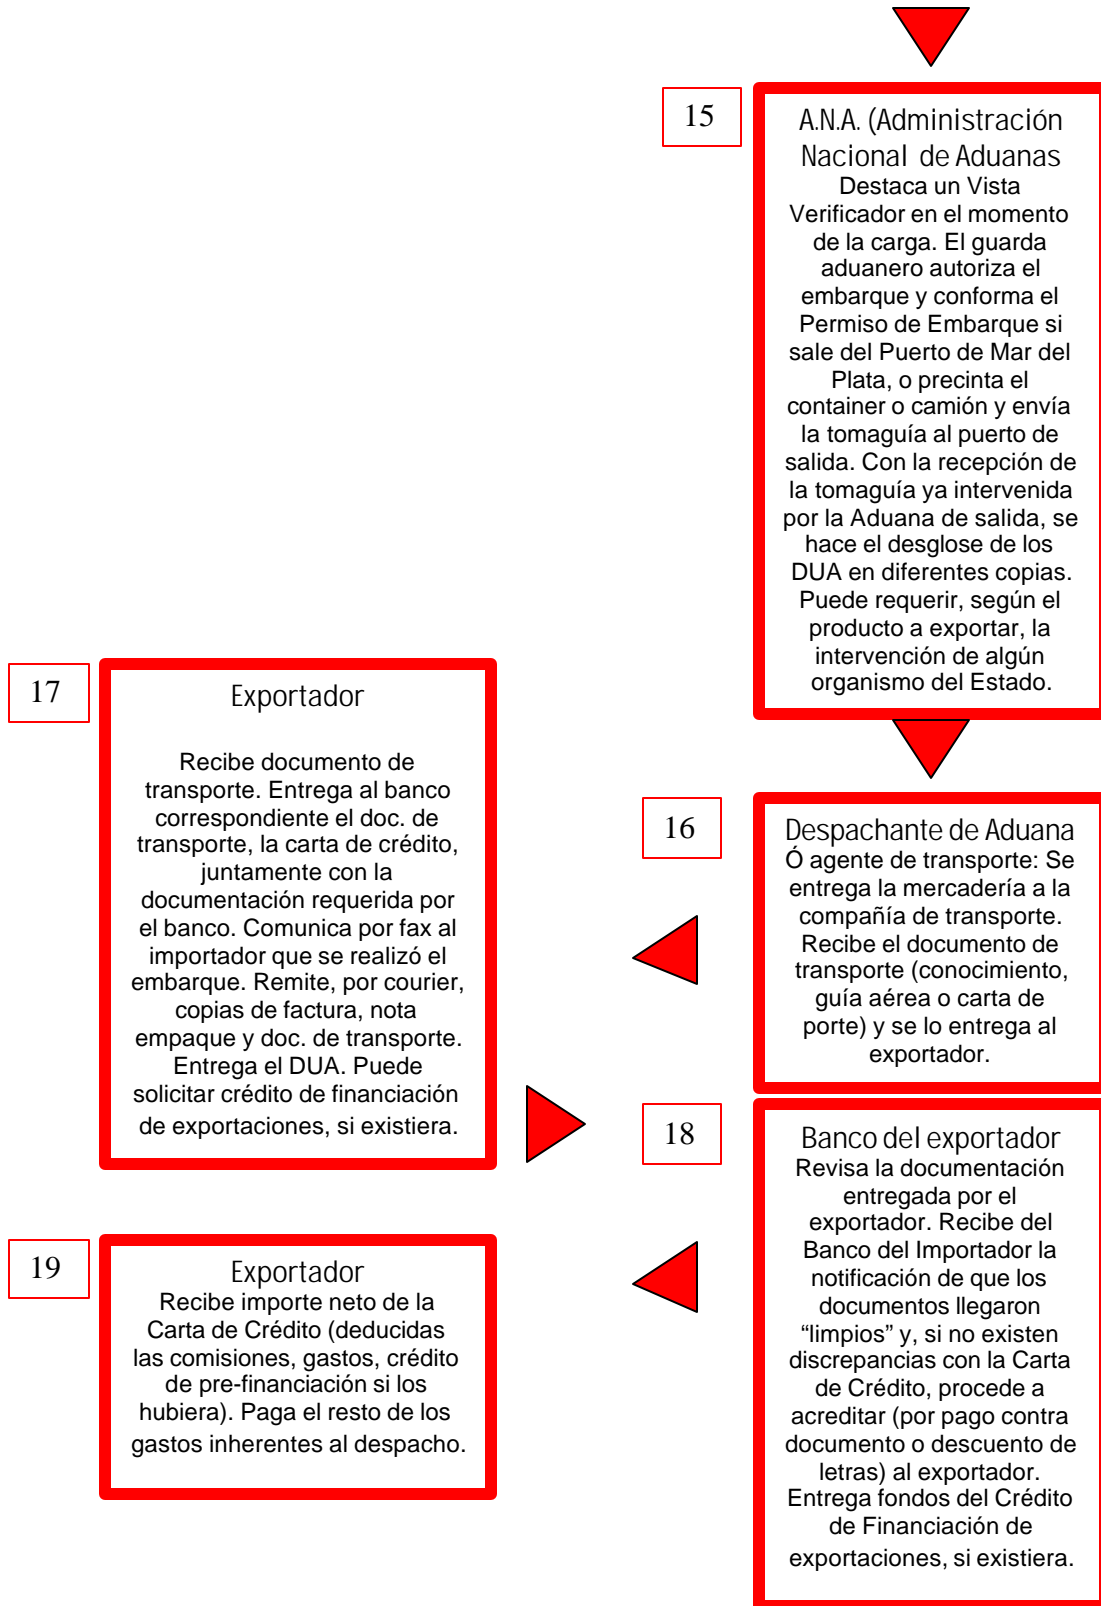 15
A.N.A. (Administración
Nacional de Aduanas
Destaca un Vista
Verificador en el momento
de la carga. El guarda
aduanero autoriza el
embarque y conforma el
Permiso de Embarque si
sale del Puerto de Mar del
Plata, o precinta el
container o camión y envía
la tomaguía al puerto de
salida. Con la recepción de
la tomaguía ya intervenida
por la Aduana de salida, se
hace el desglose de los
DUA en diferentes copias.
Puede requerir, según el
producto a exportar, la
intervención de algún
organismo del Estado.
16
Despachante de Aduana
Ó agente de transporte: Se
entrega la mercadería a la
compañía de transporte.
Recibe el documento de
transporte (conocimiento,
guía aérea o carta de
porte) y se lo entrega al
exportador.
17
Exportador
Recibe documento de
transporte. Entrega al banco
correspondiente el doc. de
transporte, la carta de crédito,
juntamente con la
documentación requerida por
el banco. Comunica por fax al
importador que se realizó el
embarque. Remite, por courier,
copias de factura, nota
empaque y doc. de transporte.
Entrega el DUA. Puede
solicitar crédito de financiación
de exportaciones, si existiera.
18
Banco del exportador
Revisa la documentación
entregada por el
exportador. Recibe del
Banco del Importador la
notificación de que los
documentos llegaron
“limpios” y, si no existen
discrepancias con la Carta
de Crédito, procede a
acreditar (por pago contra
documento o descuento de
letras) al exportador.
Entrega fondos del Crédito
de Financiación de
exportaciones, si existiera.
19
Exportador
Recibe importe neto de la
Carta de Crédito (deducidas
las comisiones, gastos, crédito
de pre-financiación si los
hubiera). Paga el resto de los
gastos inherentes al despacho.